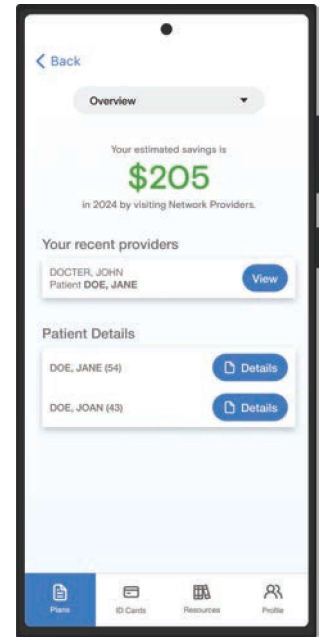 Back
Overview
Your estimated savings is
$205
in 2024 by visiting Network Providers.
Your recent providers
DOCTER, JOHN
Patient DOE, JANE
View
Patient Details
DOE, JANE (54)
Details
DOE, JOAN (43)
Details
Plans
ID Cards
Resources
Profile